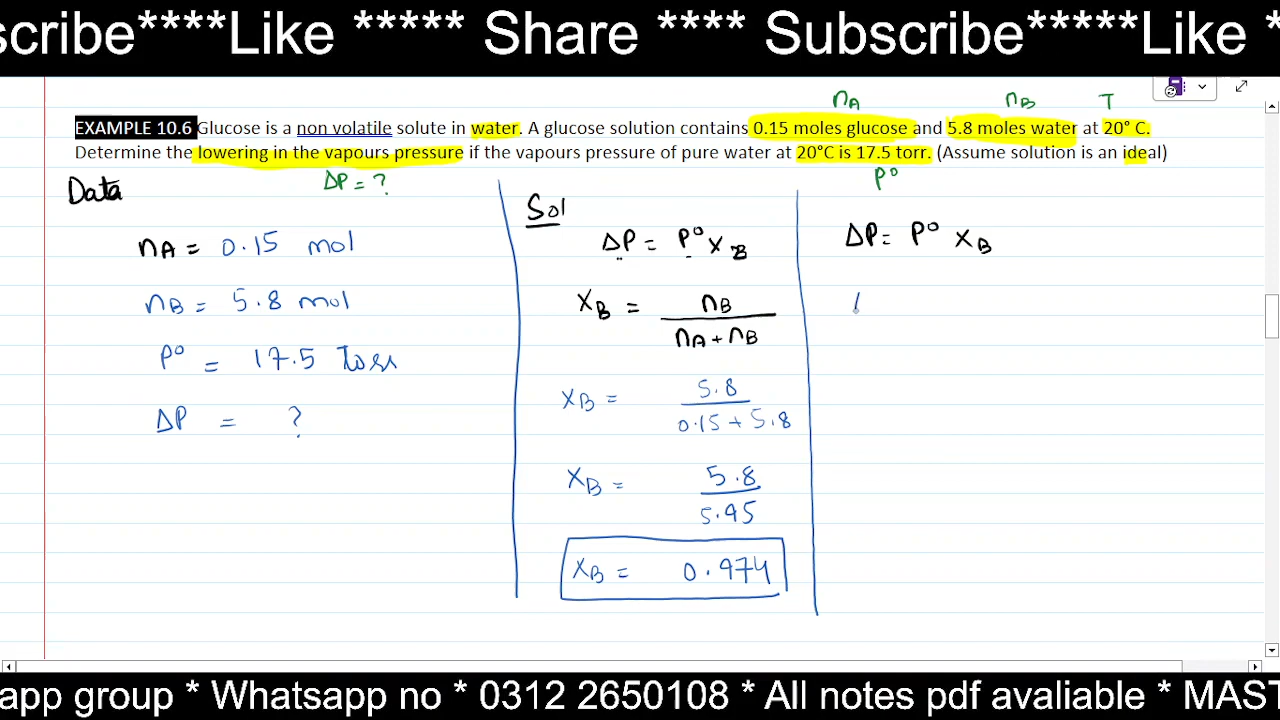 scribe****Like ***** Share **** Subscribe*****Like *
nA nB T
EXAMPLE 10.6 Glucose is a non volatile solute in water. A glucose solution contains 0.15 moles glucose and 5.8 moles water at 20° C.
Determine the lowering in the vapours pressure if the vapours pressure of pure water at 20°C is 17.5 torr. (Assume solution is an ideal)
ΔP = ? P°
Data
nA = 0.15 mol
nB = 5.8 mol
P° = 17.5 torr
ΔP = ?
Sol
ΔP = P° XB
XB = nB
nA + nB
XB = 5.8
0.15 + 5.8
XB = 5.8
5.95
XB = 0.974
ΔP = P° XB
app group * Whatsapp no * 0312 2650108 * All notes pdf avaliable * MAST